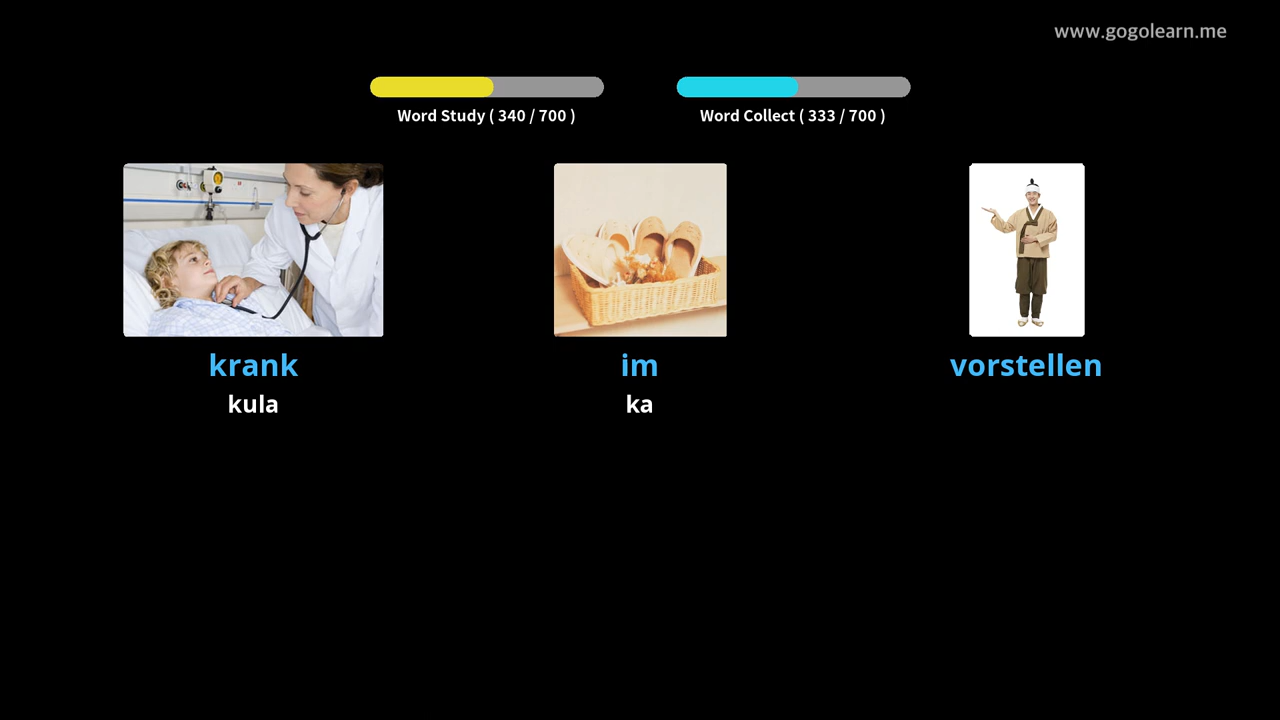 www.gogolearn.me
Word Study ( 340 / 700 )
Word Collect ( 333 / 700 )
krank
im
vorstellen
kula
ka